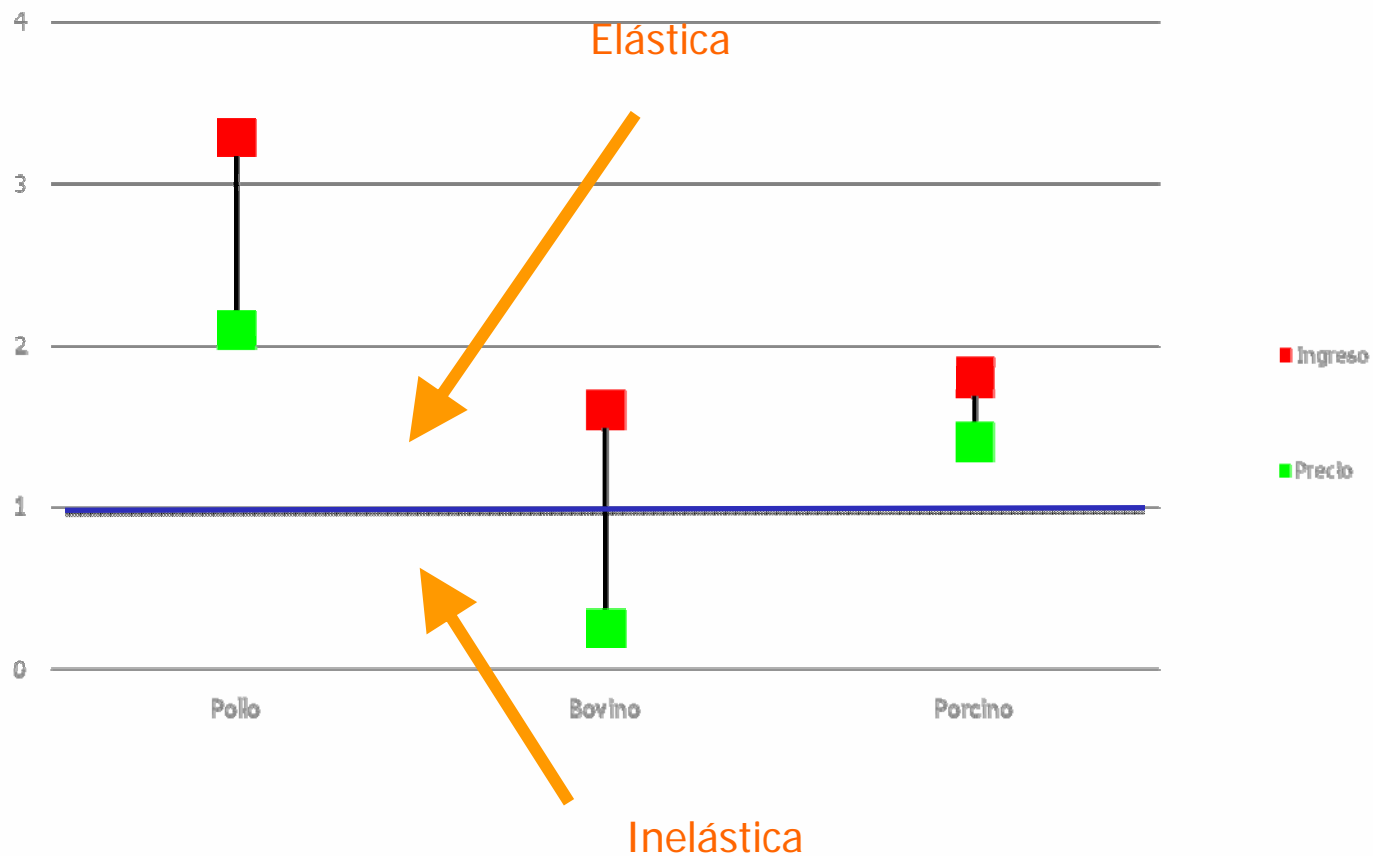 4
Elástica
3
2
Ingreso
Precio
1
0
Pollo
Bovino
Porcino
Inelástica